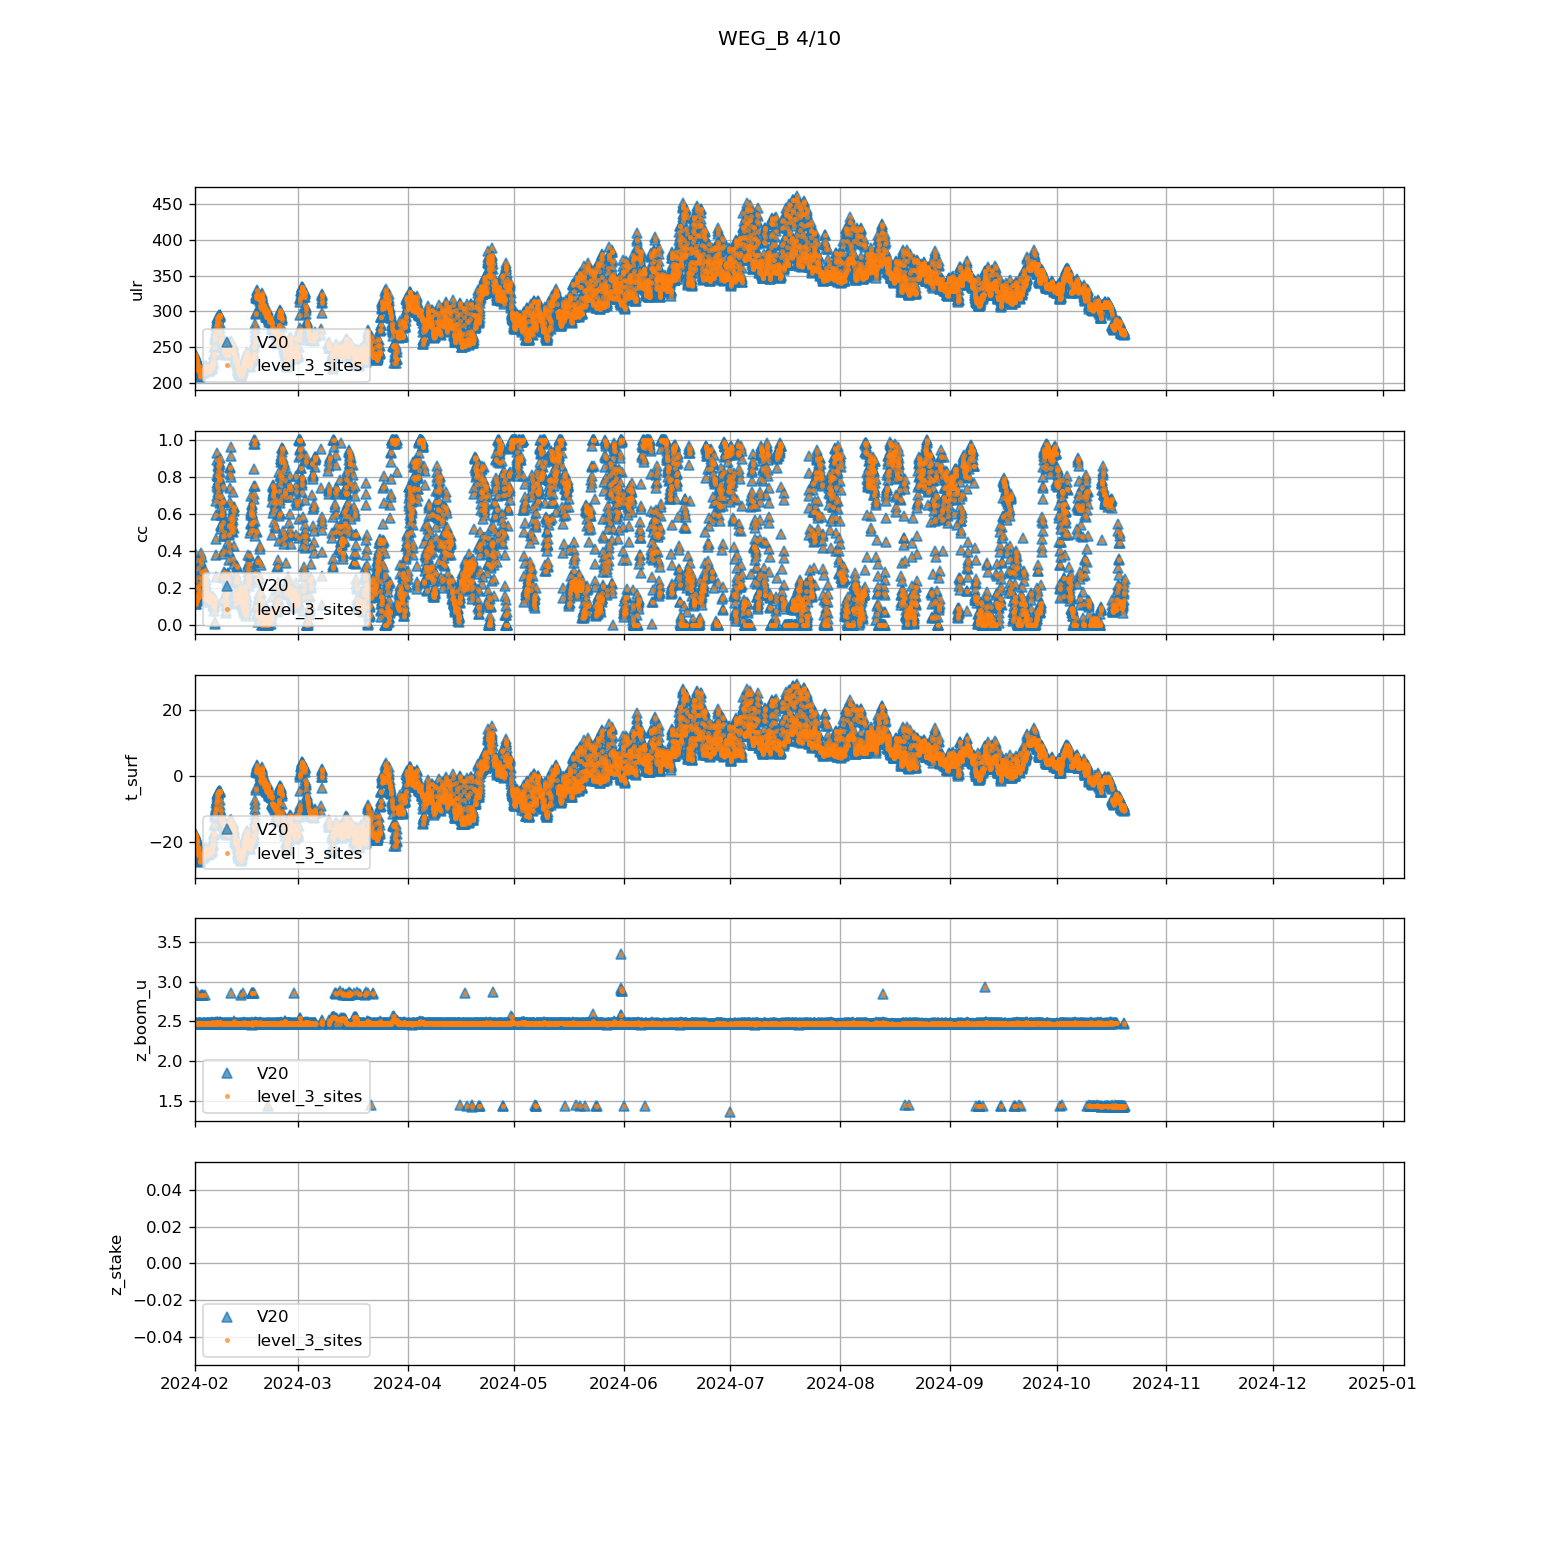 WEG_B 4/10
450
400
350
300
250
200
ulr
V20
level_3_sites
1.0
0.8
0.6
0.4
0.2
0.0
cc
V20
level_3_sites
20
0
−20
t_surf
V20
level_3_sites
3.5
3.0
2.5
2.0
1.5
z_boom_u
V20
level_3_sites
0.04
0.02
0.00
−0.02
−0.04
z_stake
V20
level_3_sites
2024-02 2024-03 2024-04 2024-05 2024-06 2024-07 2024-08 2024-09 2024-10 2024-11 2024-12 2025-01